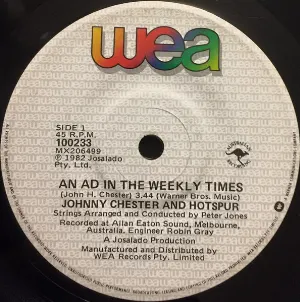 wea
SIDE 1
45 R.P.M.
100233
MX206499
℗ 1982 Josalado
Pty. Ltd.
AN AD IN THE WEEKLY TIMES
(John H. Chester) 3.44 (Warner Bros. Music)
JOHNNY CHESTER AND HOTSPUR
Strings Arranged and Conducted by Peter Jones
Recorded at Allan Eaton Sound, Melbourne,
Australia. Engineer Robin Gray
A Josalado Production
Manufactured and Distributed by
WEA Records Pty. Limited